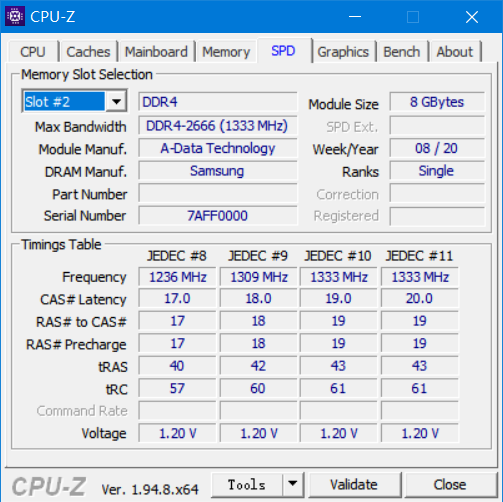 CPU-Z
CPU Caches Mainboard Memory SPD Graphics Bench About
Memory Slot Selection
Slot #2 DDR4 Module Size 8 GBytes
Max Bandwidth DDR4-2666 (1333 MHz) SPD Ext.
Module Manuf. A-Data Technology Week/Year 08 / 20
DRAM Manuf. Samsung Ranks Single
Part Number Correction
Serial Number 7AFF0000 Registered
Timings Table
JEDEC #8 JEDEC #9 JEDEC #10 JEDEC #11
Frequency 1236 MHz 1309 MHz 1333 MHz 1333 MHz
CAS# Latency 17.0 18.0 19.0 20.0
RAS# to CAS# 17 18 19 19
RAS# Precharge 17 18 19 19
tRAS 40 42 43 43
tRC 57 60 61 61
Command Rate
Voltage 1.20 V 1.20 V 1.20 V 1.20 V
CPU-Z Ver. 1.94.8.x64 Tools Validate Close